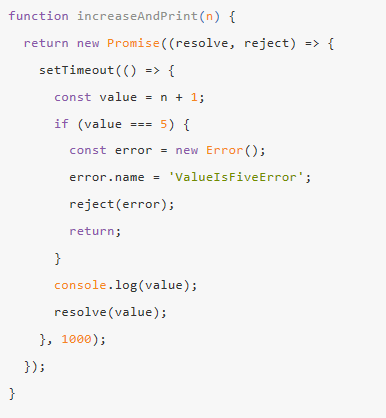 function increaseAndPrint(n) {
  return new Promise((resolve, reject) => {
    setTimeout(() => {
      const value = n + 1;
      if (value === 5) {
        const error = new Error();
        error.name = 'ValueIsFiveError';
        reject(error);
        return;
      }
      console.log(value);
      resolve(value);
    }, 1000);
  });
}